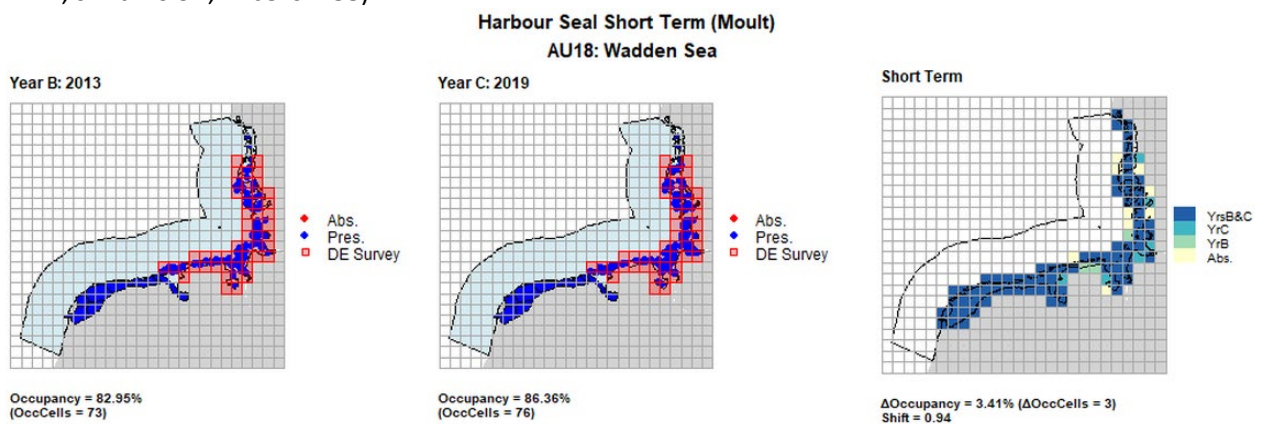 Harbour Seal Short Term (Moult)
AU18: Wadden Sea
Year B: 2013
Abs.
Pres.
DE Survey
Occupancy = 82.95%
(OccCells = 73)
Year C: 2019
Abs.
Pres.
DE Survey
Occupancy = 86.36%
(OccCells = 76)
Short Term
YrsB&C
YrC
YrB
Abs.
ΔOccupancy = 3.41% (ΔOccCells = 3)
Shift = 0.94